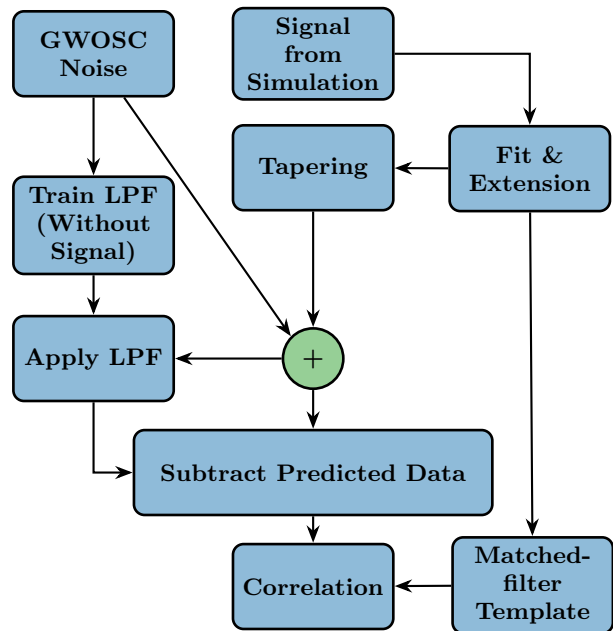 GWOSC
Noise
Signal
from
Simulation
Tapering
Fit &
Extension
Train LPF
(Without
Signal)
Apply LPF
+
Subtract Predicted Data
Correlation
Matched-
filter
Template